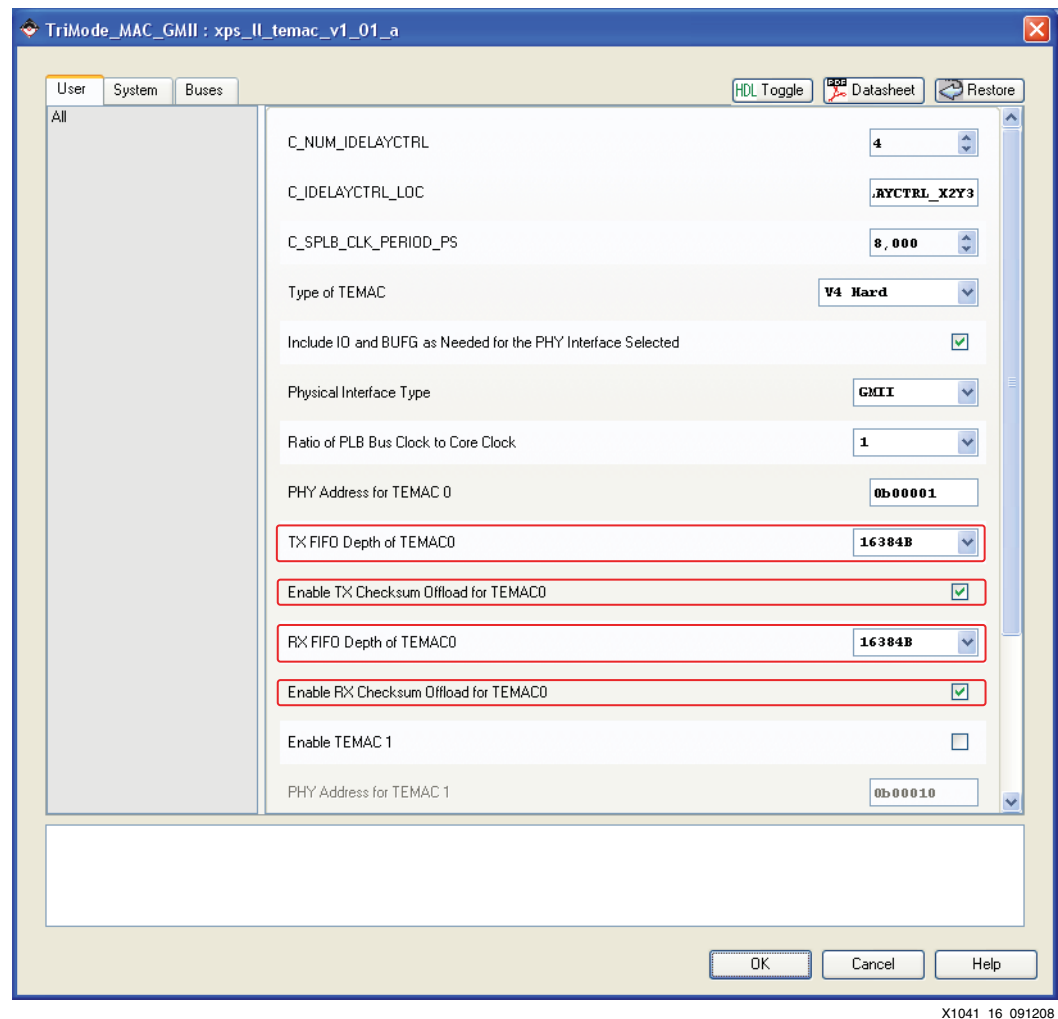 TriMode_MAC_GMII : xps_ll_temac_v1_01_a
User System Buses HDL Toggle PDF Datasheet Restore
All
C_NUM_IDELAYCTRL 4
C_IDELAYCTRL_LOC AYCTRL_X2Y3
C_SPLB_CLK_PERIOD_PS 8,000
Type of TEMAC V4 Hard
Include IO and BUFG as Needed for the PHY Interface Selected
Physical Interface Type GMII
Ratio of PLB Bus Clock to Core Clock 1
PHY Address for TEMAC 0 0b00001
TX FIFO Depth of TEMAC0 16384B
Enable TX Checksum Offload for TEMAC0
RX FIFO Depth of TEMAC0 16384B
Enable RX Checksum Offload for TEMAC0
Enable TEMAC 1
PHY Address for TEMAC 1 0b00010
OK Cancel Help
X1041_16_091208